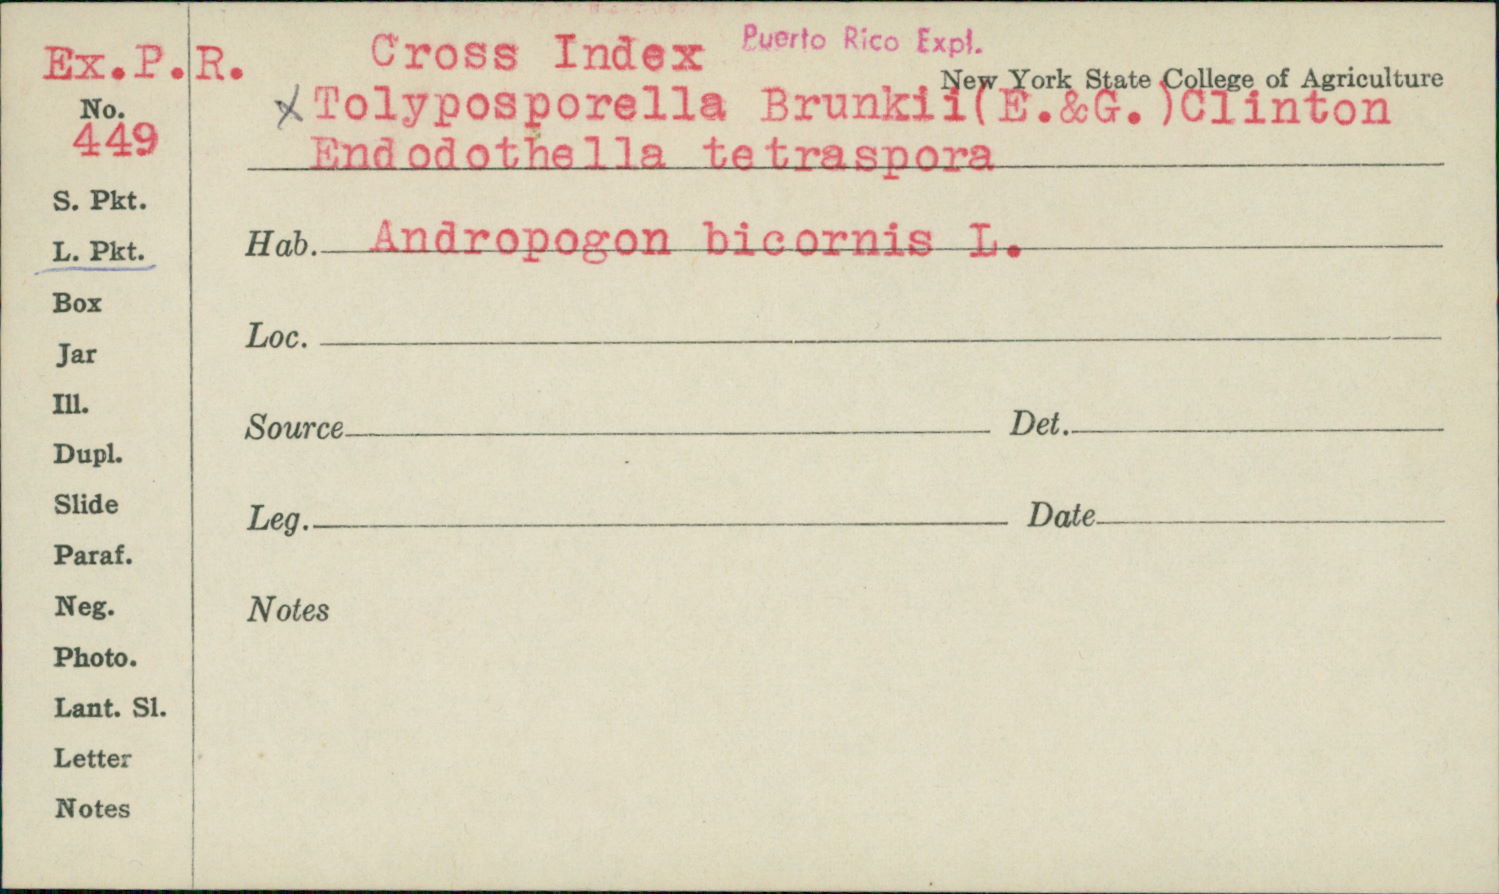 Ex.P.R. Cross Index Puerto Rico Expl.
New York State College of Agriculture
No. x Tolyposporella Brunkii(E.&G.)Clinton
449
Endodothella tetraspora
S. Pkt.
L. Pkt.
Hab. Andropogon bicornis L.
Box
Loc.
Jar
Ill.
Source Det.
Dupl.
Slide
Leg. Date
Paraf.
Neg.
Notes
Photo.
Lant. Sl.
Letter
Notes